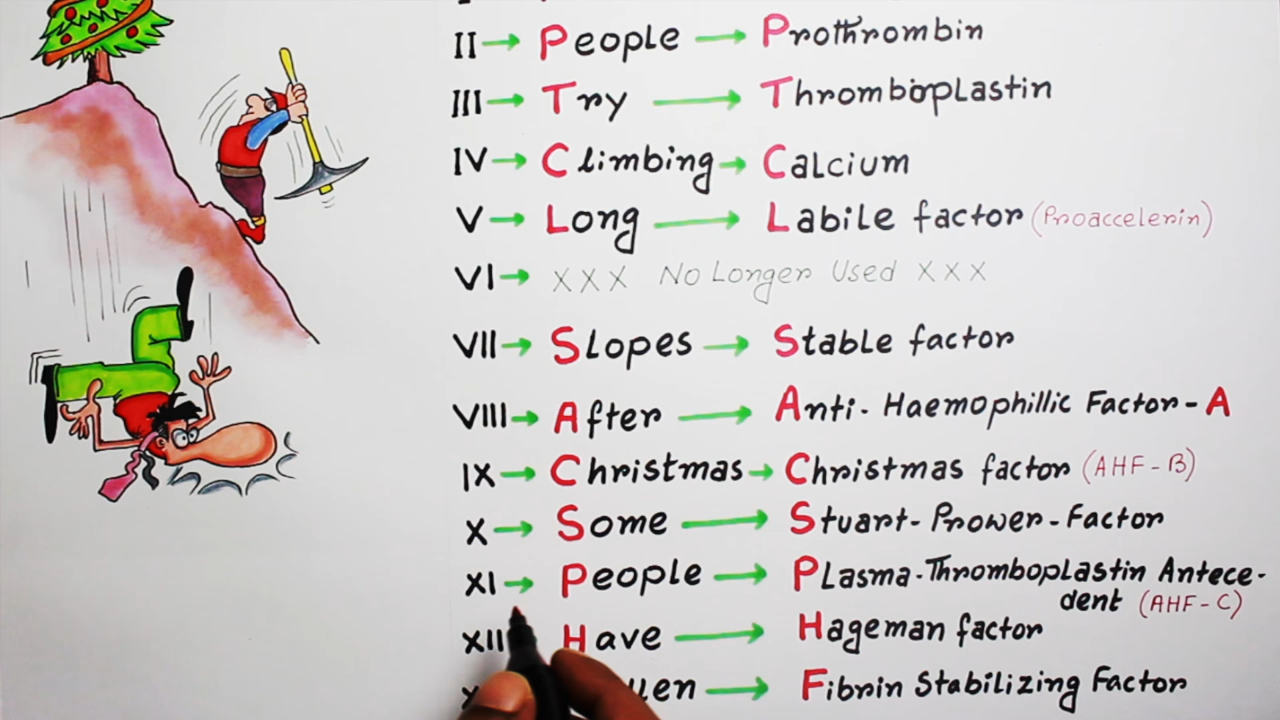 II → People → Prothrombin
III → Try → Thromboplastin
IV → Climbing → Calcium
V → Long → Labile factor (Proaccelerin)
VI → XXX No Longer Used XXX
VII → Slopes → Stable factor
VIII → After → Anti-Haemophillic Factor-A
IX → Christmas → Christmas factor (AHF-B)
X → Some → Stuart-Prower-Factor
XI → People → Plasma-Thromboplastin Antece-
dent (AHF-C)
XII Have → Hageman factor
→ Fibrin Stabilizing Factor